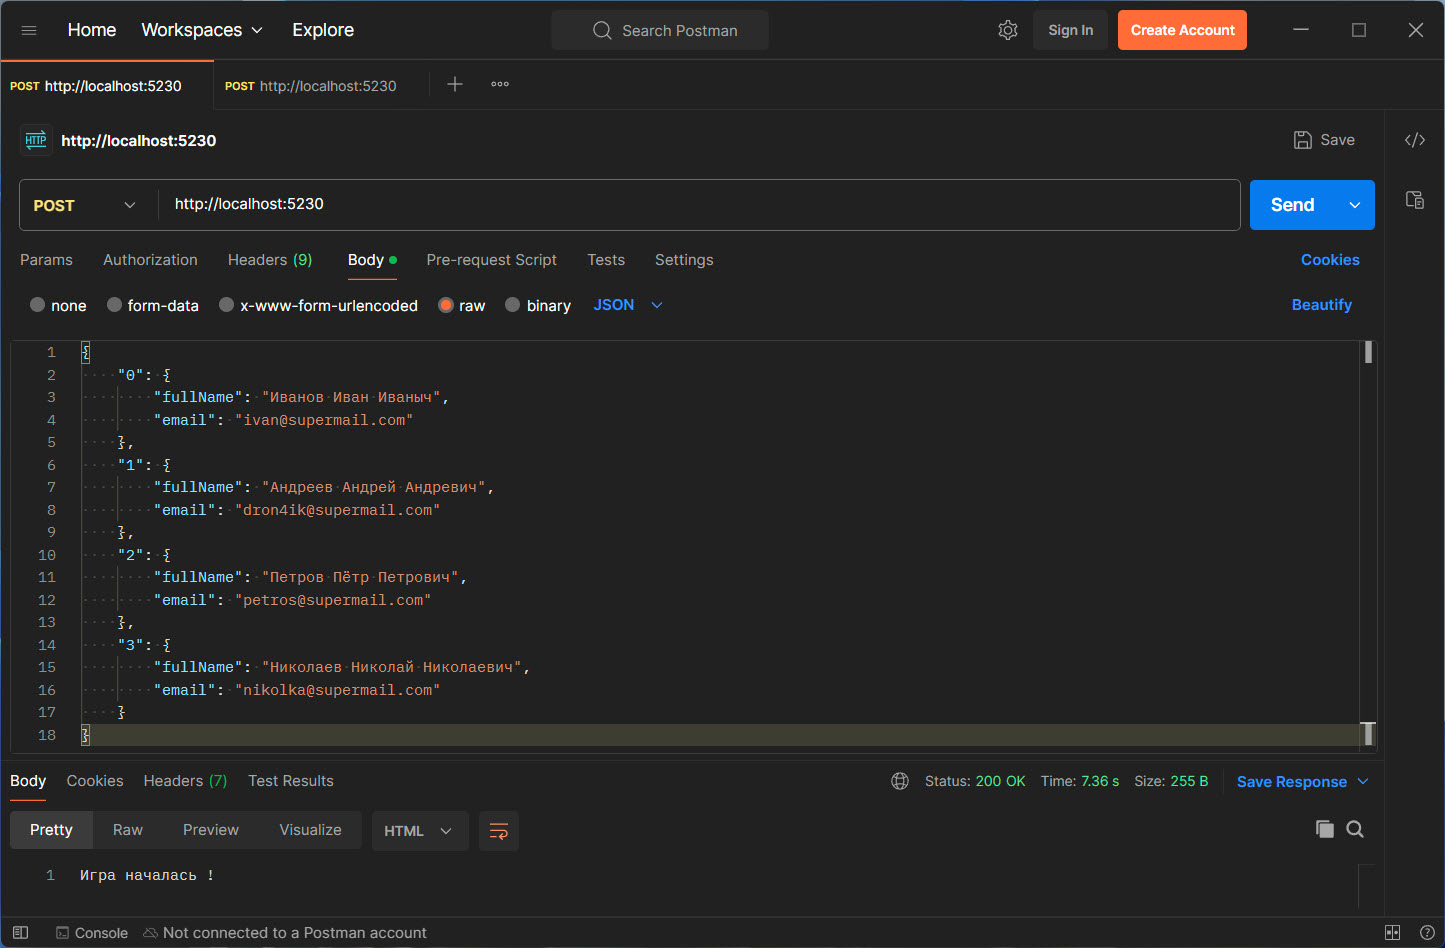 Home Workspaces Explore Search Postman Sign In Create Account
POST http://localhost:5230 POST http://localhost:5230
HTTP http://localhost:5230 Save
POST http://localhost:5230 Send
Params Authorization Headers (9) Body Pre-request Script Tests Settings Cookies
none form-data x-www-form-urlencoded raw binary JSON Beautify
1 {
2 "0": {
3 "fullName": "Иванов Иван Иваныч",
4 "email": "ivan@supermail.com"
5 },
6 "1": {
7 "fullName": "Андреев Андрей Андревич",
8 "email": "dron4ik@supermail.com"
9 },
10 "2": {
11 "fullName": "Петров Пётр Петрович",
12 "email": "petros@supermail.com"
13 },
14 "3": {
15 "fullName": "Николаев Николай Николаевич",
16 "email": "nikolka@supermail.com"
17 }
18 }
Body Cookies Headers (7) Test Results Status: 200 OK Time: 7.36 s Size: 255 B Save Response
Pretty Raw Preview Visualize HTML
1 Игра началась !
Console Not connected to a Postman account